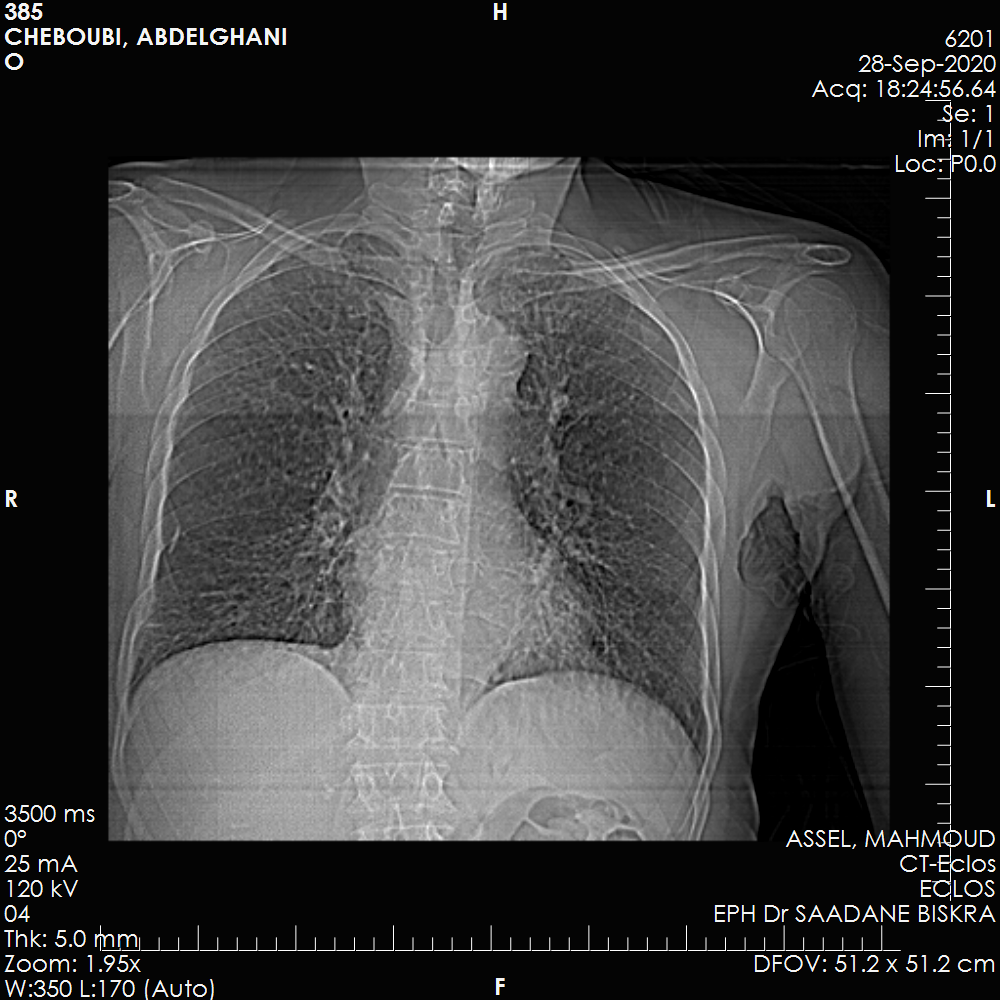 385
CHEBOUBI, ABDELGHANI
O
H
6201
28-Sep-2020
Acq: 18:24:56.64
Se: 1
Im: 1/1
Loc: P0.0
R
L
3500 ms
0°
25 mA
120 kV
04
Thk: 5.0 mm
Zoom: 1.95x
W:350 L:170 (Auto)
F
ASSEL, MAHMOUD
CT-Eclos
ECLOS
EPH Dr SAADANE BISKRA
DFOV: 51.2 x 51.2 cm